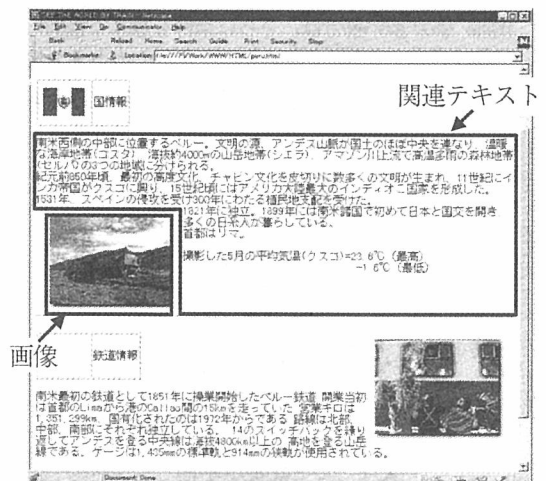 File Edit View Go Communicator Help
Back Reload Home Search Guide Print Security Stop
Bookmarks Location:
国情報
関連テキスト
南米西側の中部に位置するペルー。文明の源、アンデス山脈が国土のほぼ中央を連なり、温暖
な海岸地帯(コスタ)、海抜約4000mの山岳地帯(シエラ)、アマゾン川上流で高温多雨の森林地帯
(セルバ)の3つの地域に分けられる。
紀元前850年頃、最初の高度文化、チャビン文化を皮切りに数多くの文明が生まれ、11世紀にイ
ンカ帝国がクスコに興り、15世紀頃にはアメリカ大陸最大のインディオ国家を形成した。
1531年、スペインの侵攻を受け300年にわたる植民地支配を受けた。
1821年に独立。1899年には南米諸国で初めて日本と国交を開き
多くの日系人が暮らしている。
首都はリマ。
撮影した5月の平均気温(クスコ)=23.6℃(最高)
-1.6℃(最低)
画像
鉄道情報
南米最初の鉄道として1851年に操業開始したペルー鉄道 開業当初
は首都のLimaから港のCallao間の15kmを走っていた 営業キロは
1,351.299km 国有化されたのは1972年からである 路線は北部、
中部、南部にそれぞれ独立している。 14のスイッチバックを繰り
返してアンデスを登る中央線は海抜4800km以上の 高地を登る山岳
線である。ゲージは1,435mmの標準軌と914mmの狭軌が使用されている。
Document: Done